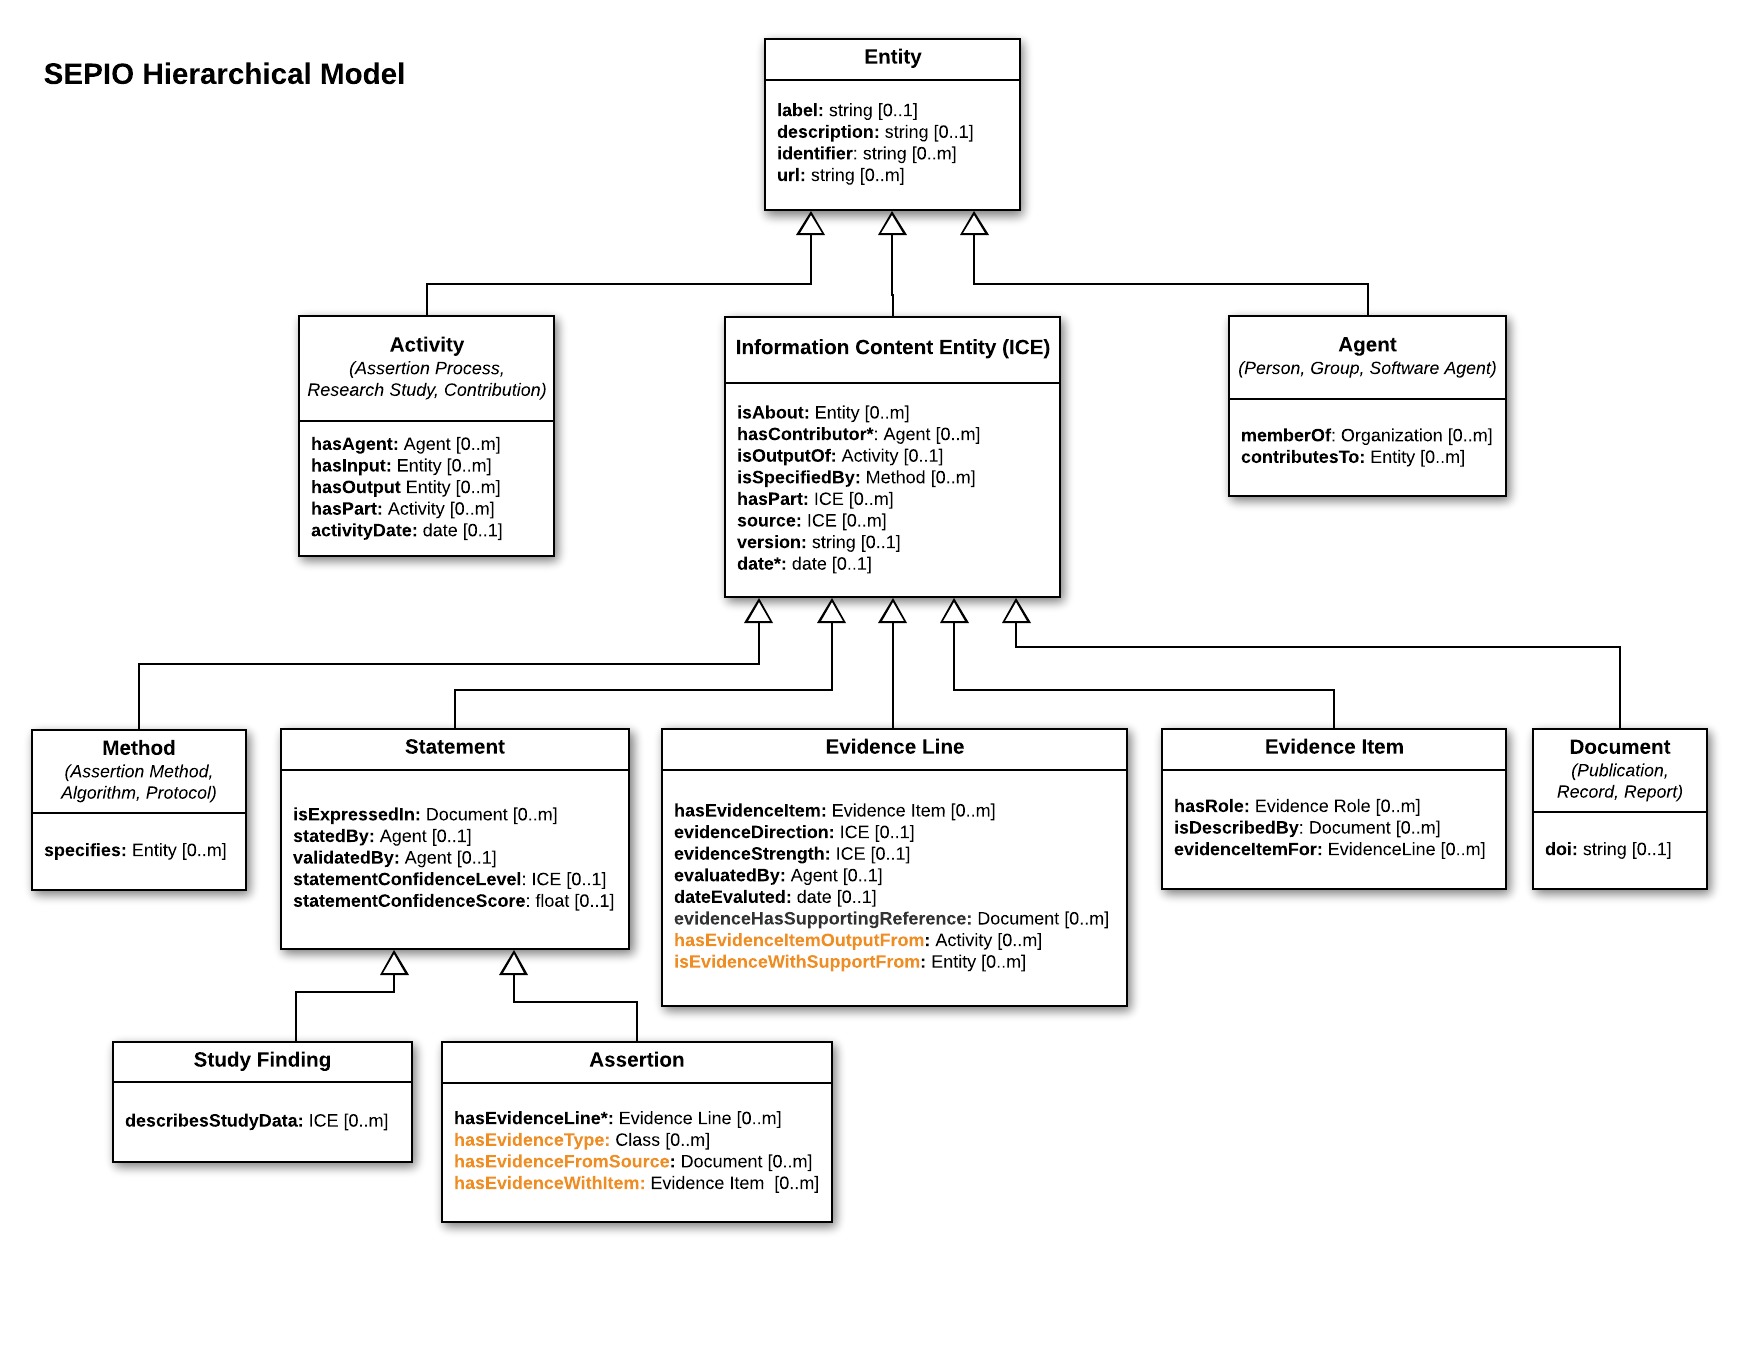 SEPIO Hierarchical Model
Entity
label: string [0..1]
description: string [0..1]
identifier: string [0..m]
url: string [0..m]
Activity
(Assertion Process,
Research Study, Contribution)
hasAgent: Agent [0..m]
hasInput: Entity [0..m]
hasOutput Entity [0..m]
hasPart: Activity [0..m]
activityDate: date [0..1]
Information Content Entity (ICE)
isAbout: Entity [0..m]
hasContributor*: Agent [0..m]
isOutputOf: Activity [0..1]
isSpecifiedBy: Method [0..m]
hasPart: ICE [0..m]
source: ICE [0..m]
version: string [0..1]
date*: date [0..1]
Agent
(Person, Group, Software Agent)
memberOf: Organization [0..m]
contributesTo: Entity [0..m]
Method
(Assertion Method,
Algorithm, Protocol)
specifies: Entity [0..m]
Statement
isExpressedIn: Document [0..m]
statedBy: Agent [0..1]
validatedBy: Agent [0..1]
statementConfidenceLevel: ICE [0..1]
statementConfidenceScore: float [0..1]
Evidence Line
hasEvidenceItem: Evidence Item [0..m]
evidenceDirection: ICE [0..1]
evidenceStrength: ICE [0..1]
evaluatedBy: Agent [0..1]
dateEvaluted: date [0..1]
evidenceHasSupportingReference: Document [0..m]
hasEvidenceItemOutputFrom: Activity [0..m]
isEvidenceWithSupportFrom: Entity [0..m]
Evidence Item
hasRole: Evidence Role [0..m]
isDescribedBy: Document [0..m]
evidenceItemFor: EvidenceLine [0..m]
Document
(Publication,
Record, Report)
doi: string [0..1]
Study Finding
describesStudyData: ICE [0..m]
Assertion
hasEvidenceLine*: Evidence Line [0..m]
hasEvidenceType: Class [0..m]
hasEvidenceFromSource: Document [0..m]
hasEvidenceWithItem: Evidence Item [0..m]